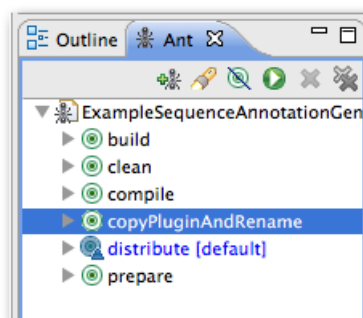 Outline Ant
ExampleSequenceAnnotationGen
build
clean
compile
copyPluginAndRename
distribute [default]
prepare